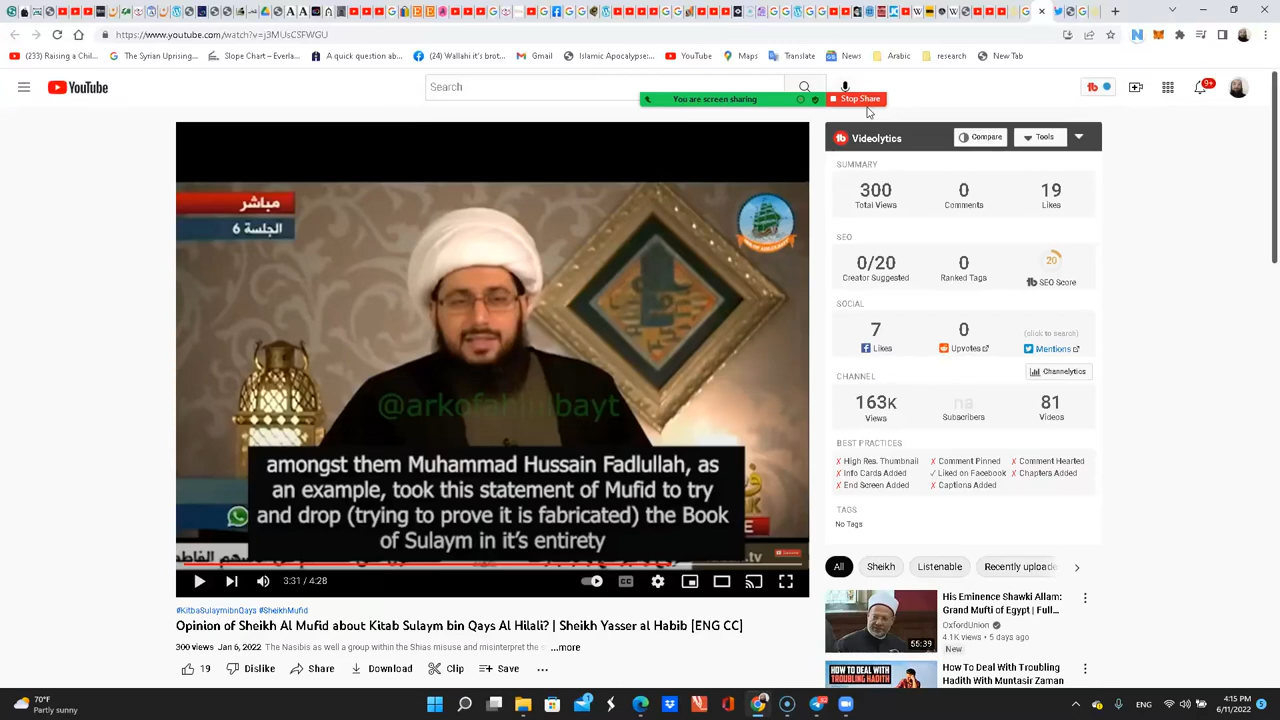 https://www.youtube.com/watch?v=j3MUsCSFWGU
(233) Raising a Chil...
The Syrian Uprising...
Slope Chart – Everla...
A quick question ab...
(24) Wallahi it's brot...
Gmail
Islamic Apocalypse:...
YouTube
Maps
Translate
News
Arabic
research
New Tab
YouTube
Search
9+
You are screen sharing
Stop Share
Videolytics
Compare
Tools
SUMMARY
300
0
19
Total Views
Comments
Likes
SEO
0/20
0
20
Creator Suggested
Ranked Tags
SEO Score
SOCIAL
7
0
(click to search)
Likes
Upvotes
Mentions
CHANNEL
Channelytics
163K
na
81
Views
Subscribers
Videos
BEST PRACTICES
✗ High Res. Thumbnail
✗ Comment Pinned
✗ Comment Hearted
✗ Info Cards Added
✓ Liked on Facebook
✗ Chapters Added
✗ End Screen Added
✗ Captions Added
TAGS
No Tags
مباشر
الجلسة 6
@arkofahlulbayt
amongst them Muhammad Hussain Fadlullah, as
an example, took this statement of Mufid to try
and drop (trying to prove it is fabricated) the Book
of Sulaym in it's entirety
3:31 / 4:28
#KitbaSulaymibnQays #SheikhMufid
Opinion of Sheikh Al Mufid about Kitab Sulaym bin Qays Al Hilali? | Sheikh Yasser al Habib [ENG CC]
300 views Jan 6, 2022 The Nasibis as well a group within the Shias misuse and misinterpret the s ...more
19
Dislike
Share
Download
Clip
Save
All
Sheikh
Listenable
Recently uploade
His Eminence Shawki Allam:
Grand Mufti of Egypt | Full...
OxfordUnion
4.1K views • 5 days ago
New
55:39
HOW TO DEAL WITH
TROUBLING
How To Deal With Troubling
Hadith With Muntasir Zaman
70°F
Partly sunny
ENG
4:15 PM
6/11/2022